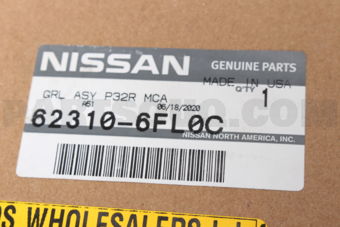 NISSAN GENUINE PARTS
MADE IN USA
GRL ASY P32R MCA QTY 1
A51 06/18/2020
62310-6FL0C
NISSAN NORTH AMERICA, INC.
WHOLESALERS